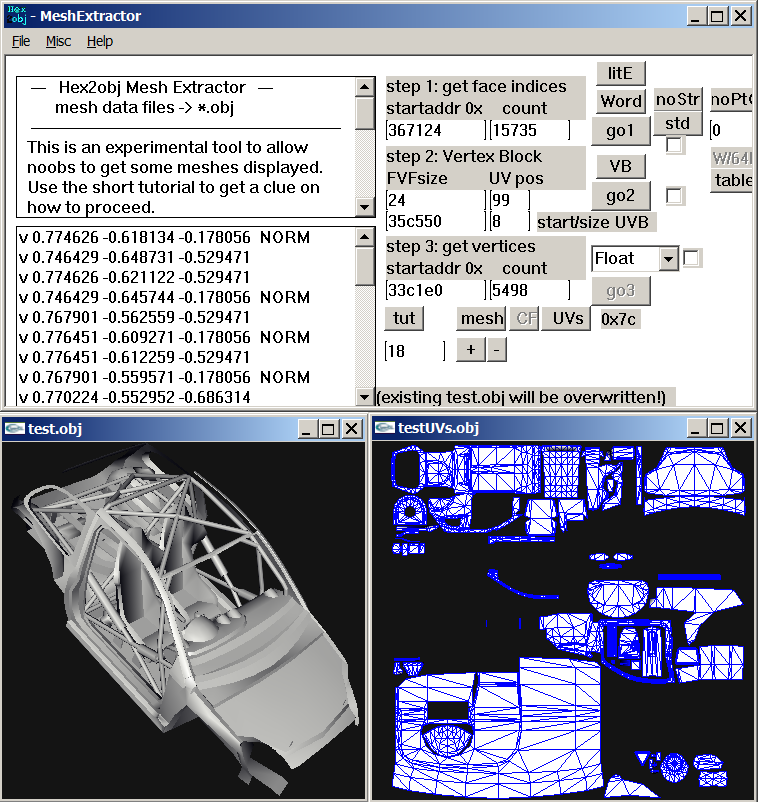 Hex obj - MeshExtractor
File Misc Help
— Hex2obj Mesh Extractor —
mesh data files -> *.obj
This is an experimental tool to allow
noobs to get some meshes displayed.
Use the short tutorial to get a clue on
how to proceed.
v 0.774626 -0.618134 -0.178056 NORM
v 0.746429 -0.648731 -0.529471
v 0.774626 -0.621122 -0.529471
v 0.746429 -0.645744 -0.178056 NORM
v 0.767901 -0.562559 -0.529471
v 0.776451 -0.609271 -0.178056 NORM
v 0.776451 -0.612259 -0.529471
v 0.767901 -0.559571 -0.178056 NORM
v 0.770224 -0.552952 -0.686314
step 1: get face indices
startaddr 0x count
367124 15735
litE
Word
go1
noStr
std
noPt
0
step 2: Vertex Block
FVFsize UV pos
24 99
35c550 8 start/size UVB
VB
go2
W/64
table
step 3: get vertices
startaddr 0x count
33c1e0 5498
Float
go3
tut mesh CF UVs 0x7c
18 + -
(existing test.obj will be overwritten!)
test.obj
testUVs.obj